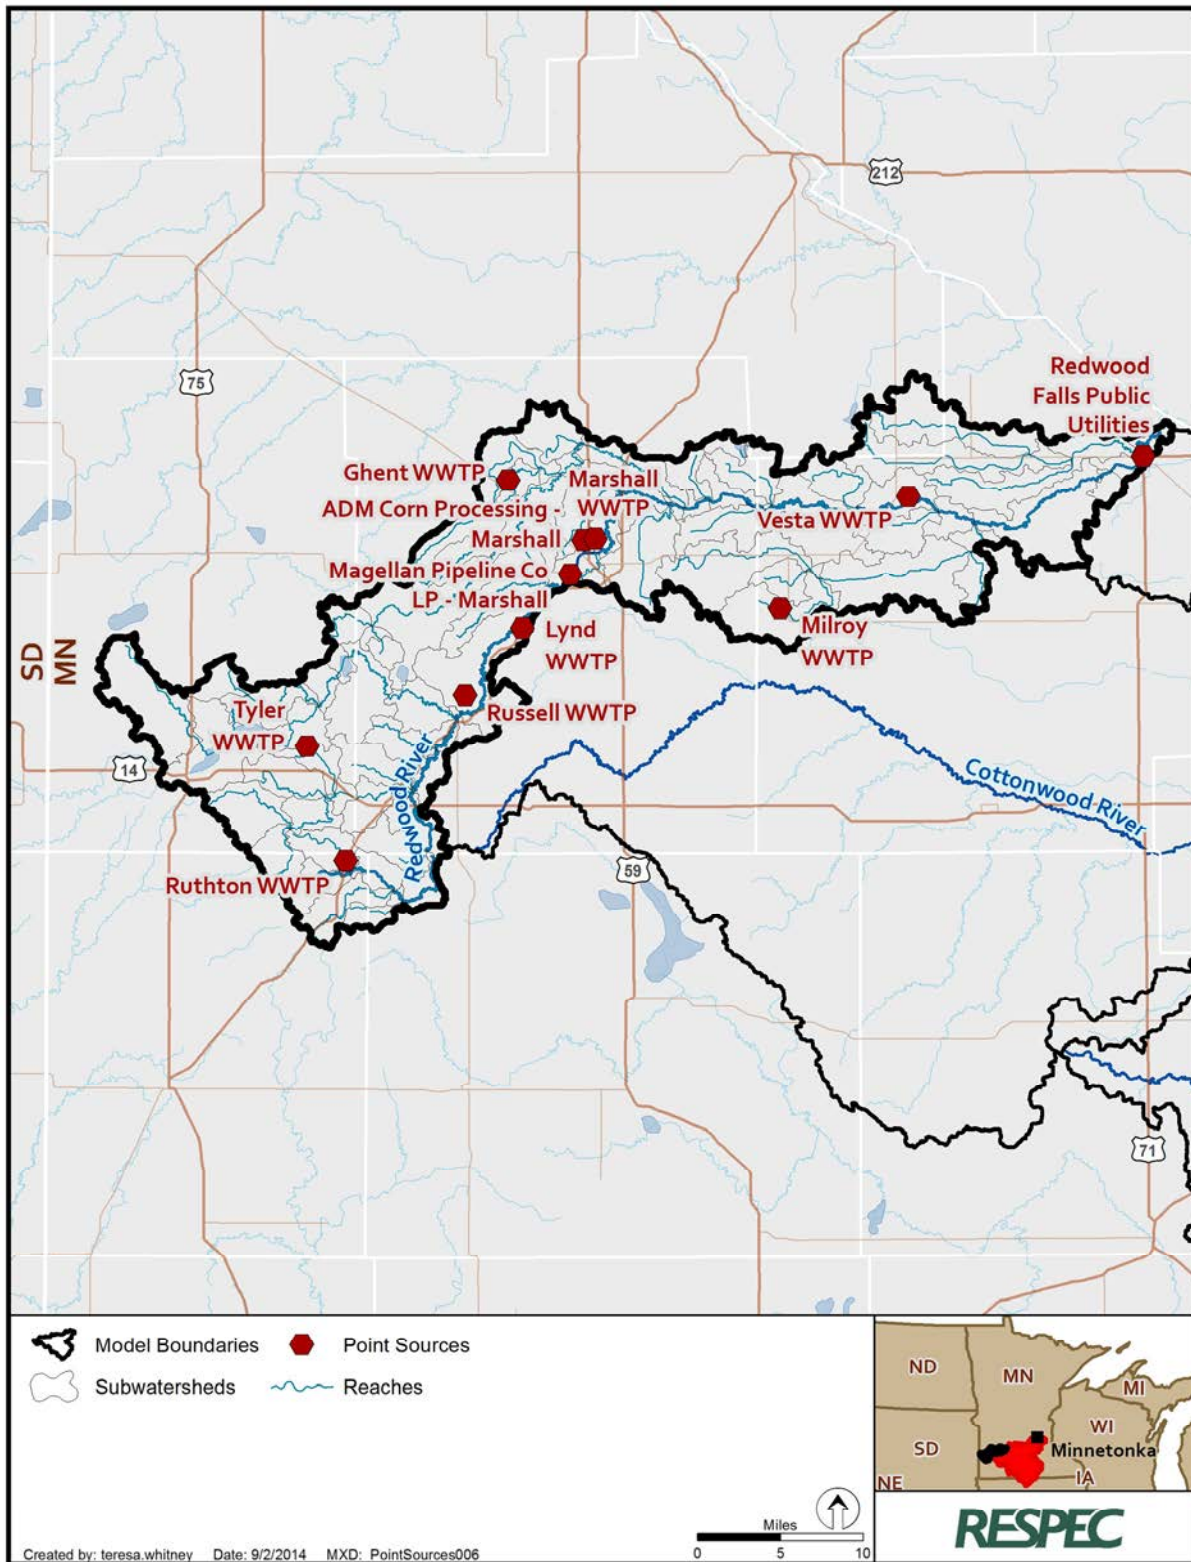 212
75
Redwood
Falls Public
Utilities
Ghent WWTP
Marshall
WWTP
ADM Corn Processing -
Marshall
Vesta WWTP
Magellan Pipeline Co
LP - Marshall
Lynd
WWTP
Milroy
WWTP
SD
MN
Russell WWTP
Tyler
WWTP
14
Redwood River
Cottonwood River
59
Ruthton WWTP
71
Model Boundaries
Point Sources
Subwatersheds
Reaches
ND
MN
MI
WI
SD
Minnetonka
NE
IA
Miles
0 5 10
RESPEC
Created by: teresa.whitney Date: 9/2/2014 MXD: PointSources006